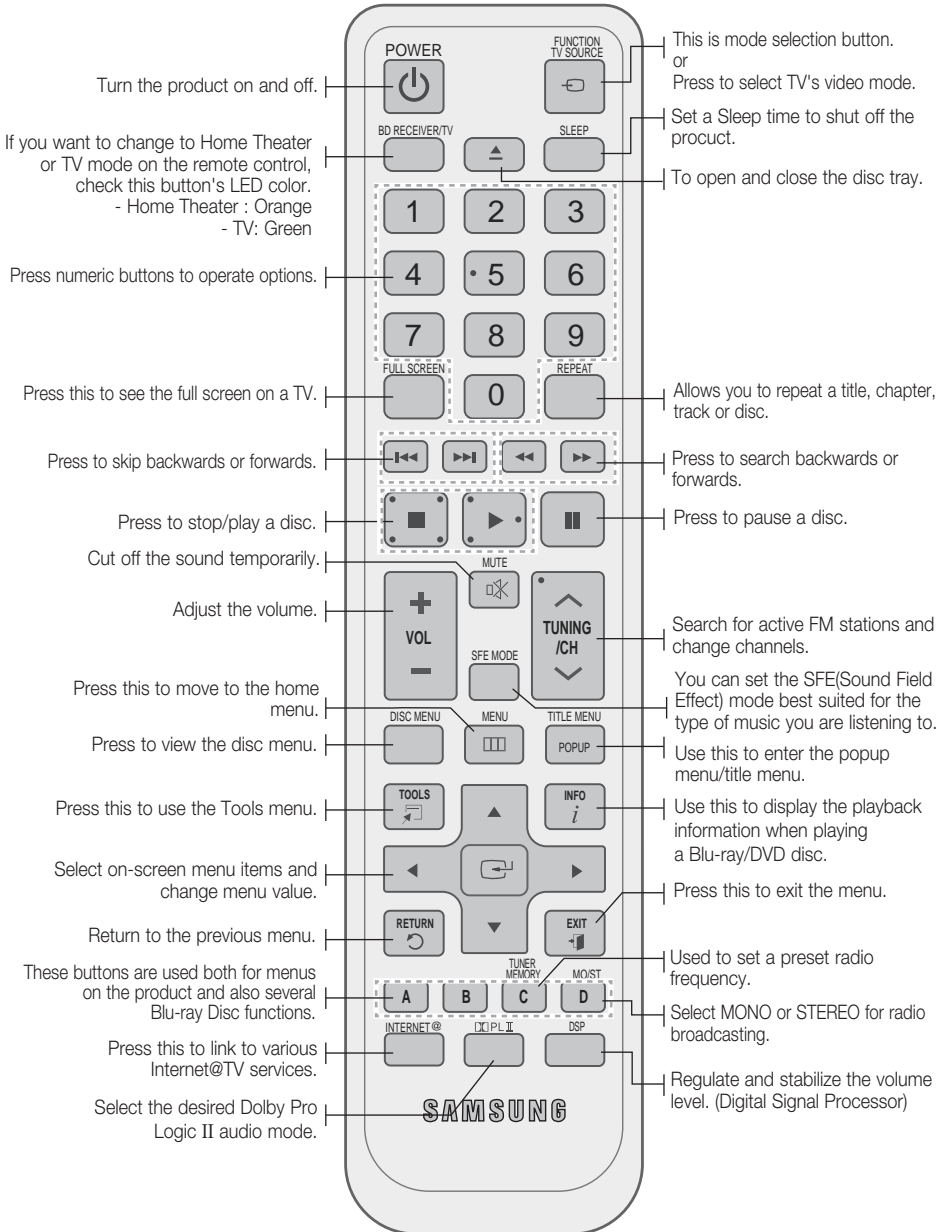 POWER
FUNCTION
TV SOURCE
This is mode selection button.
or
Press to select TV's video mode.
Turn the product on and off.
BD RECEIVER/TV
SLEEP
Set a Sleep time to shut off the
procuct.
If you want to change to Home Theater
or TV mode on the remote control,
check this button's LED color.
- Home Theater : Orange
- TV: Green
To open and close the disc tray.
1 2 3
Press numeric buttons to operate options.
4 5 6
7 8 9
FULL SCREEN
REPEAT
0
Press this to see the full screen on a TV.
Allows you to repeat a title, chapter,
track or disc.
Press to skip backwards or forwards.
Press to search backwards or
forwards.
Press to stop/play a disc.
Press to pause a disc.
Cut off the sound temporarily.
MUTE
Adjust the volume.
VOL
TUNING
/CH
Search for active FM stations and
change channels.
SFE MODE
You can set the SFE(Sound Field
Effect) mode best suited for the
type of music you are listening to.
Press this to move to the home
menu.
DISC MENU
MENU
TITLE MENU
POPUP
Press to view the disc menu.
Use this to enter the popup
menu/title menu.
TOOLS
INFO
i
Press this to use the Tools menu.
Use this to display the playback
information when playing
a Blu-ray/DVD disc.
Select on-screen menu items and
change menu value.
Press this to exit the menu.
RETURN
EXIT
Return to the previous menu.
TUNER
MEMORY
MO/ST
Used to set a preset radio
frequency.
These buttons are used both for menus
on the product and also several
Blu-ray Disc functions.
A B C D
Select MONO or STEREO for radio
broadcasting.
INTERNET@
PL II
DSP
Press this to link to various
Internet@TV services.
Regulate and stabilize the volume
level. (Digital Signal Processor)
Select the desired Dolby Pro
Logic II audio mode.
SAMSUNG